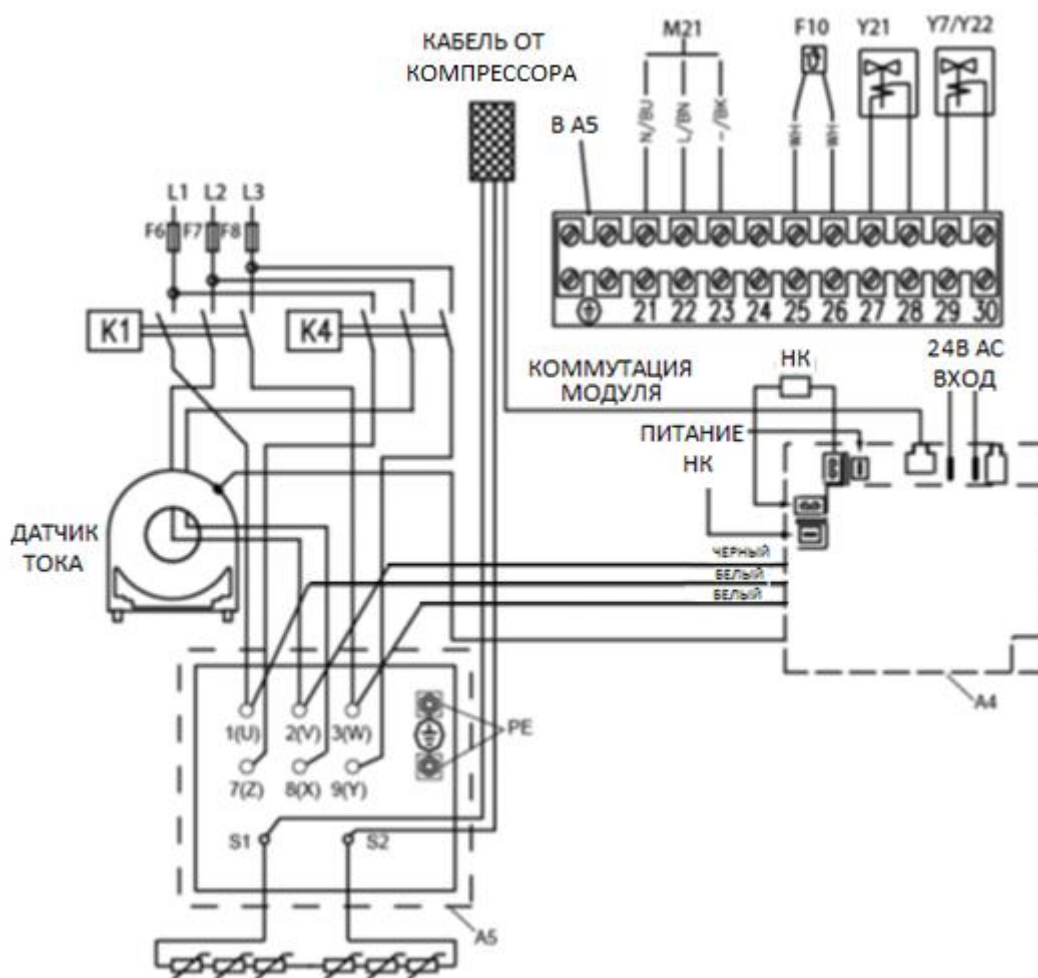 КАБЕЛЬ ОТ
КОМПРЕССОРА
M21
F10
Y21
Y7/Y22
В А5
N/BU
L/BN
-/BK
WH
WH
L1
L2
L3
F6
F7
F8
K1
K4
21
22
23
24
25
26
27
28
29
30
КОММУТАЦИЯ
МОДУЛЯ
НК
24В АС
ВХОД
ПИТАНИЕ
НК
ДАТЧИК
ТОКА
ЧЕРНЫЙ
БЕЛЫЙ
БЕЛЫЙ
A4
1(U)
2(V)
3(W)
PE
7(Z)
8(X)
9(Y)
S1
S2
A5